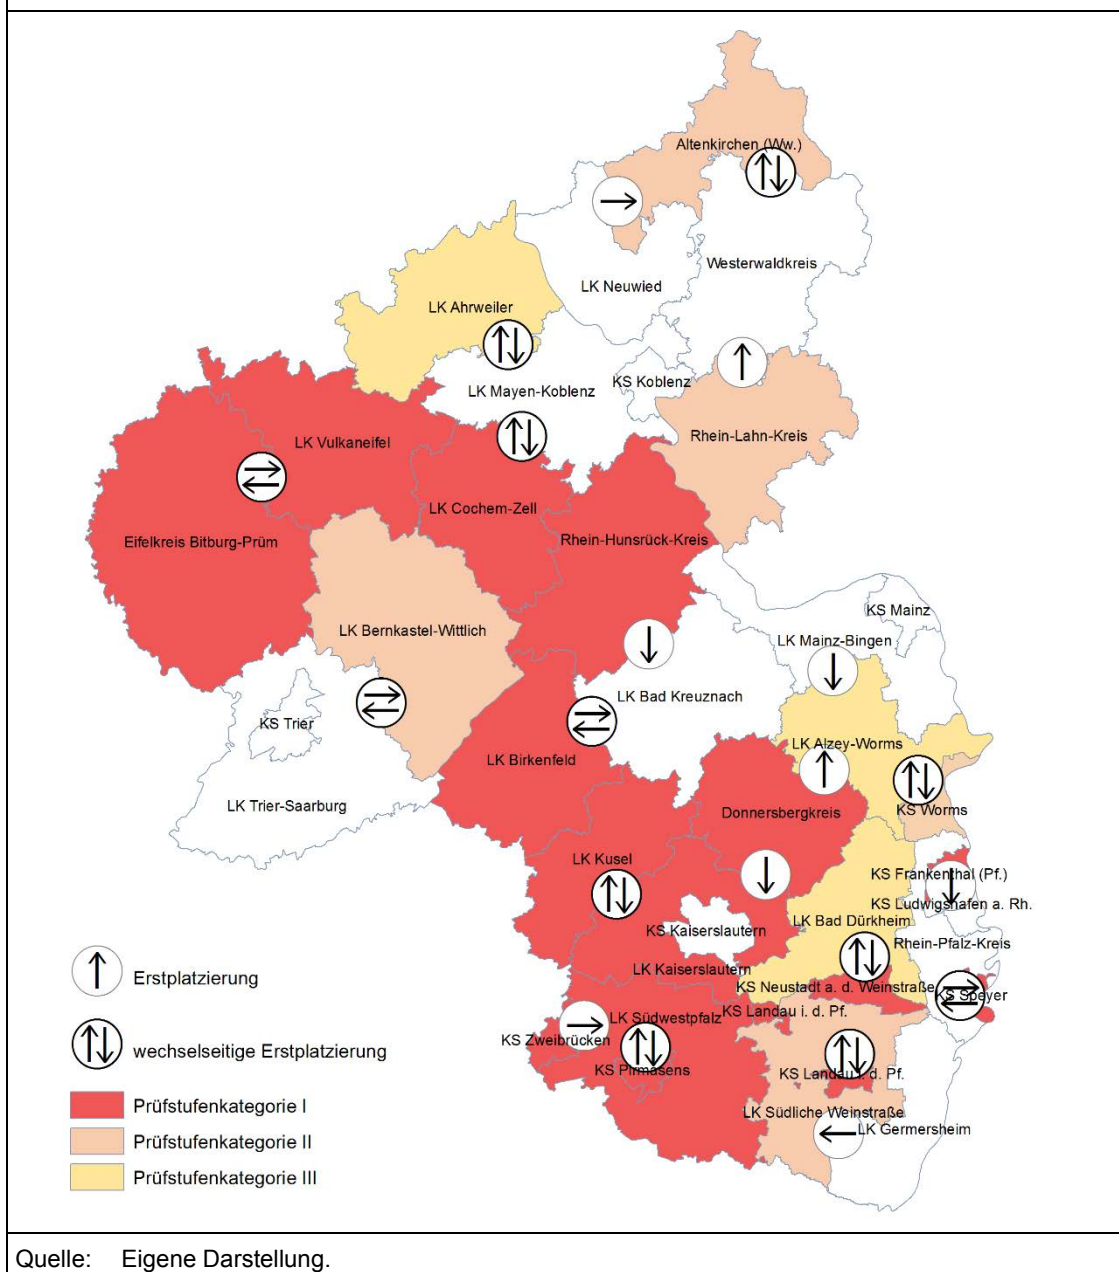 Altenkirchen (Ww.)
Westerwaldkreis
LK Neuwied
LK Ahrweiler
KS Koblenz
LK Mayen-Koblenz
Rhein-Lahn-Kreis
LK Vulkaneifel
LK Cochem-Zell
Eifelkreis Bitburg-Prüm
Rhein-Hunsrück-Kreis
KS Mainz
LK Bernkastel-Wittlich
LK Mainz-Bingen
LK Bad Kreuznach
KS Trier
LK Alzey-Worms
LK Birkenfeld
LK Trier-Saarburg
Donnersbergkreis
KS Worms
LK Kusel
KS Frankenthal (Pf.)
KS Ludwigshafen a. Rh.
LK Bad Dürkheim
KS Kaiserslautern
Rhein-Pfalz-Kreis
LK Kaiserslautern
KS Neustadt a. d. Weinstraße
KS Speyer
KS Landau i. d. Pf.
LK Südwestpfalz
KS Zweibrücken
KS Pirmasens
KS Landau i. d. Pf.
LK Südliche Weinstraße
LK Germersheim
Erstplatzierung
wechselseitige Erstplatzierung
Prüfstufenkategorie I
Prüfstufenkategorie II
Prüfstufenkategorie III
Quelle: Eigene Darstellung.